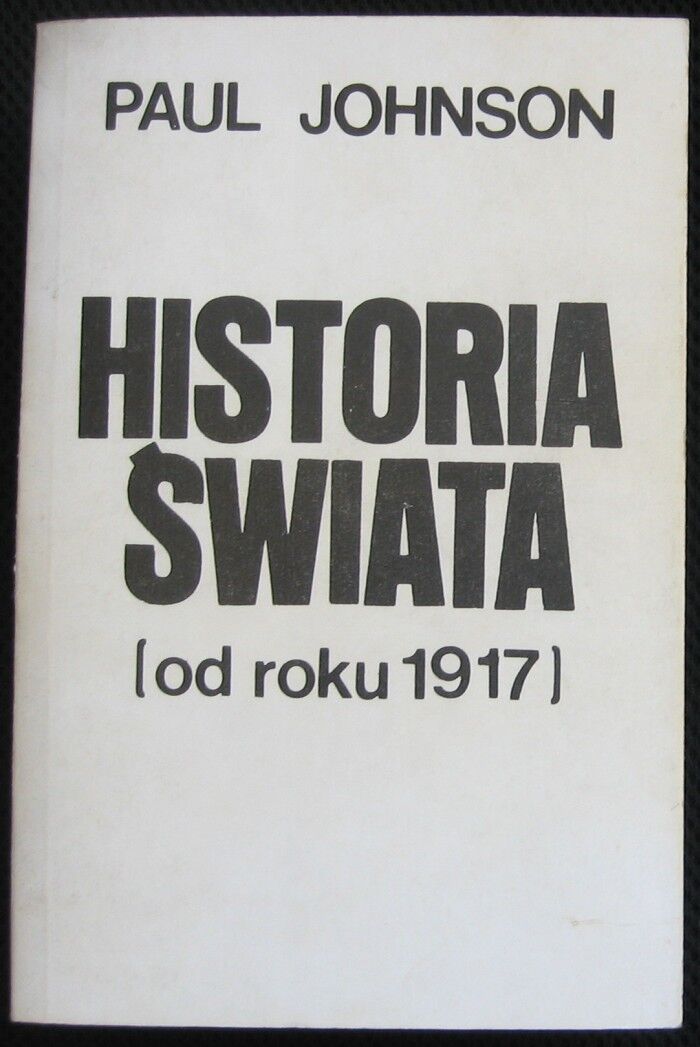 PAUL JOHNSON
HISTORIA
ŚWIATA
[od roku 1917]